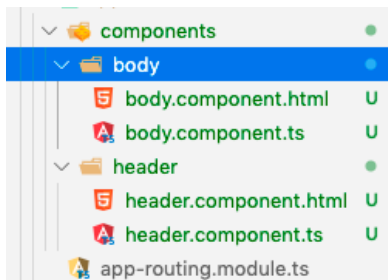 components
body
body.component.html U
body.component.ts U
header
header.component.html U
header.component.ts U
app-routing.module.ts